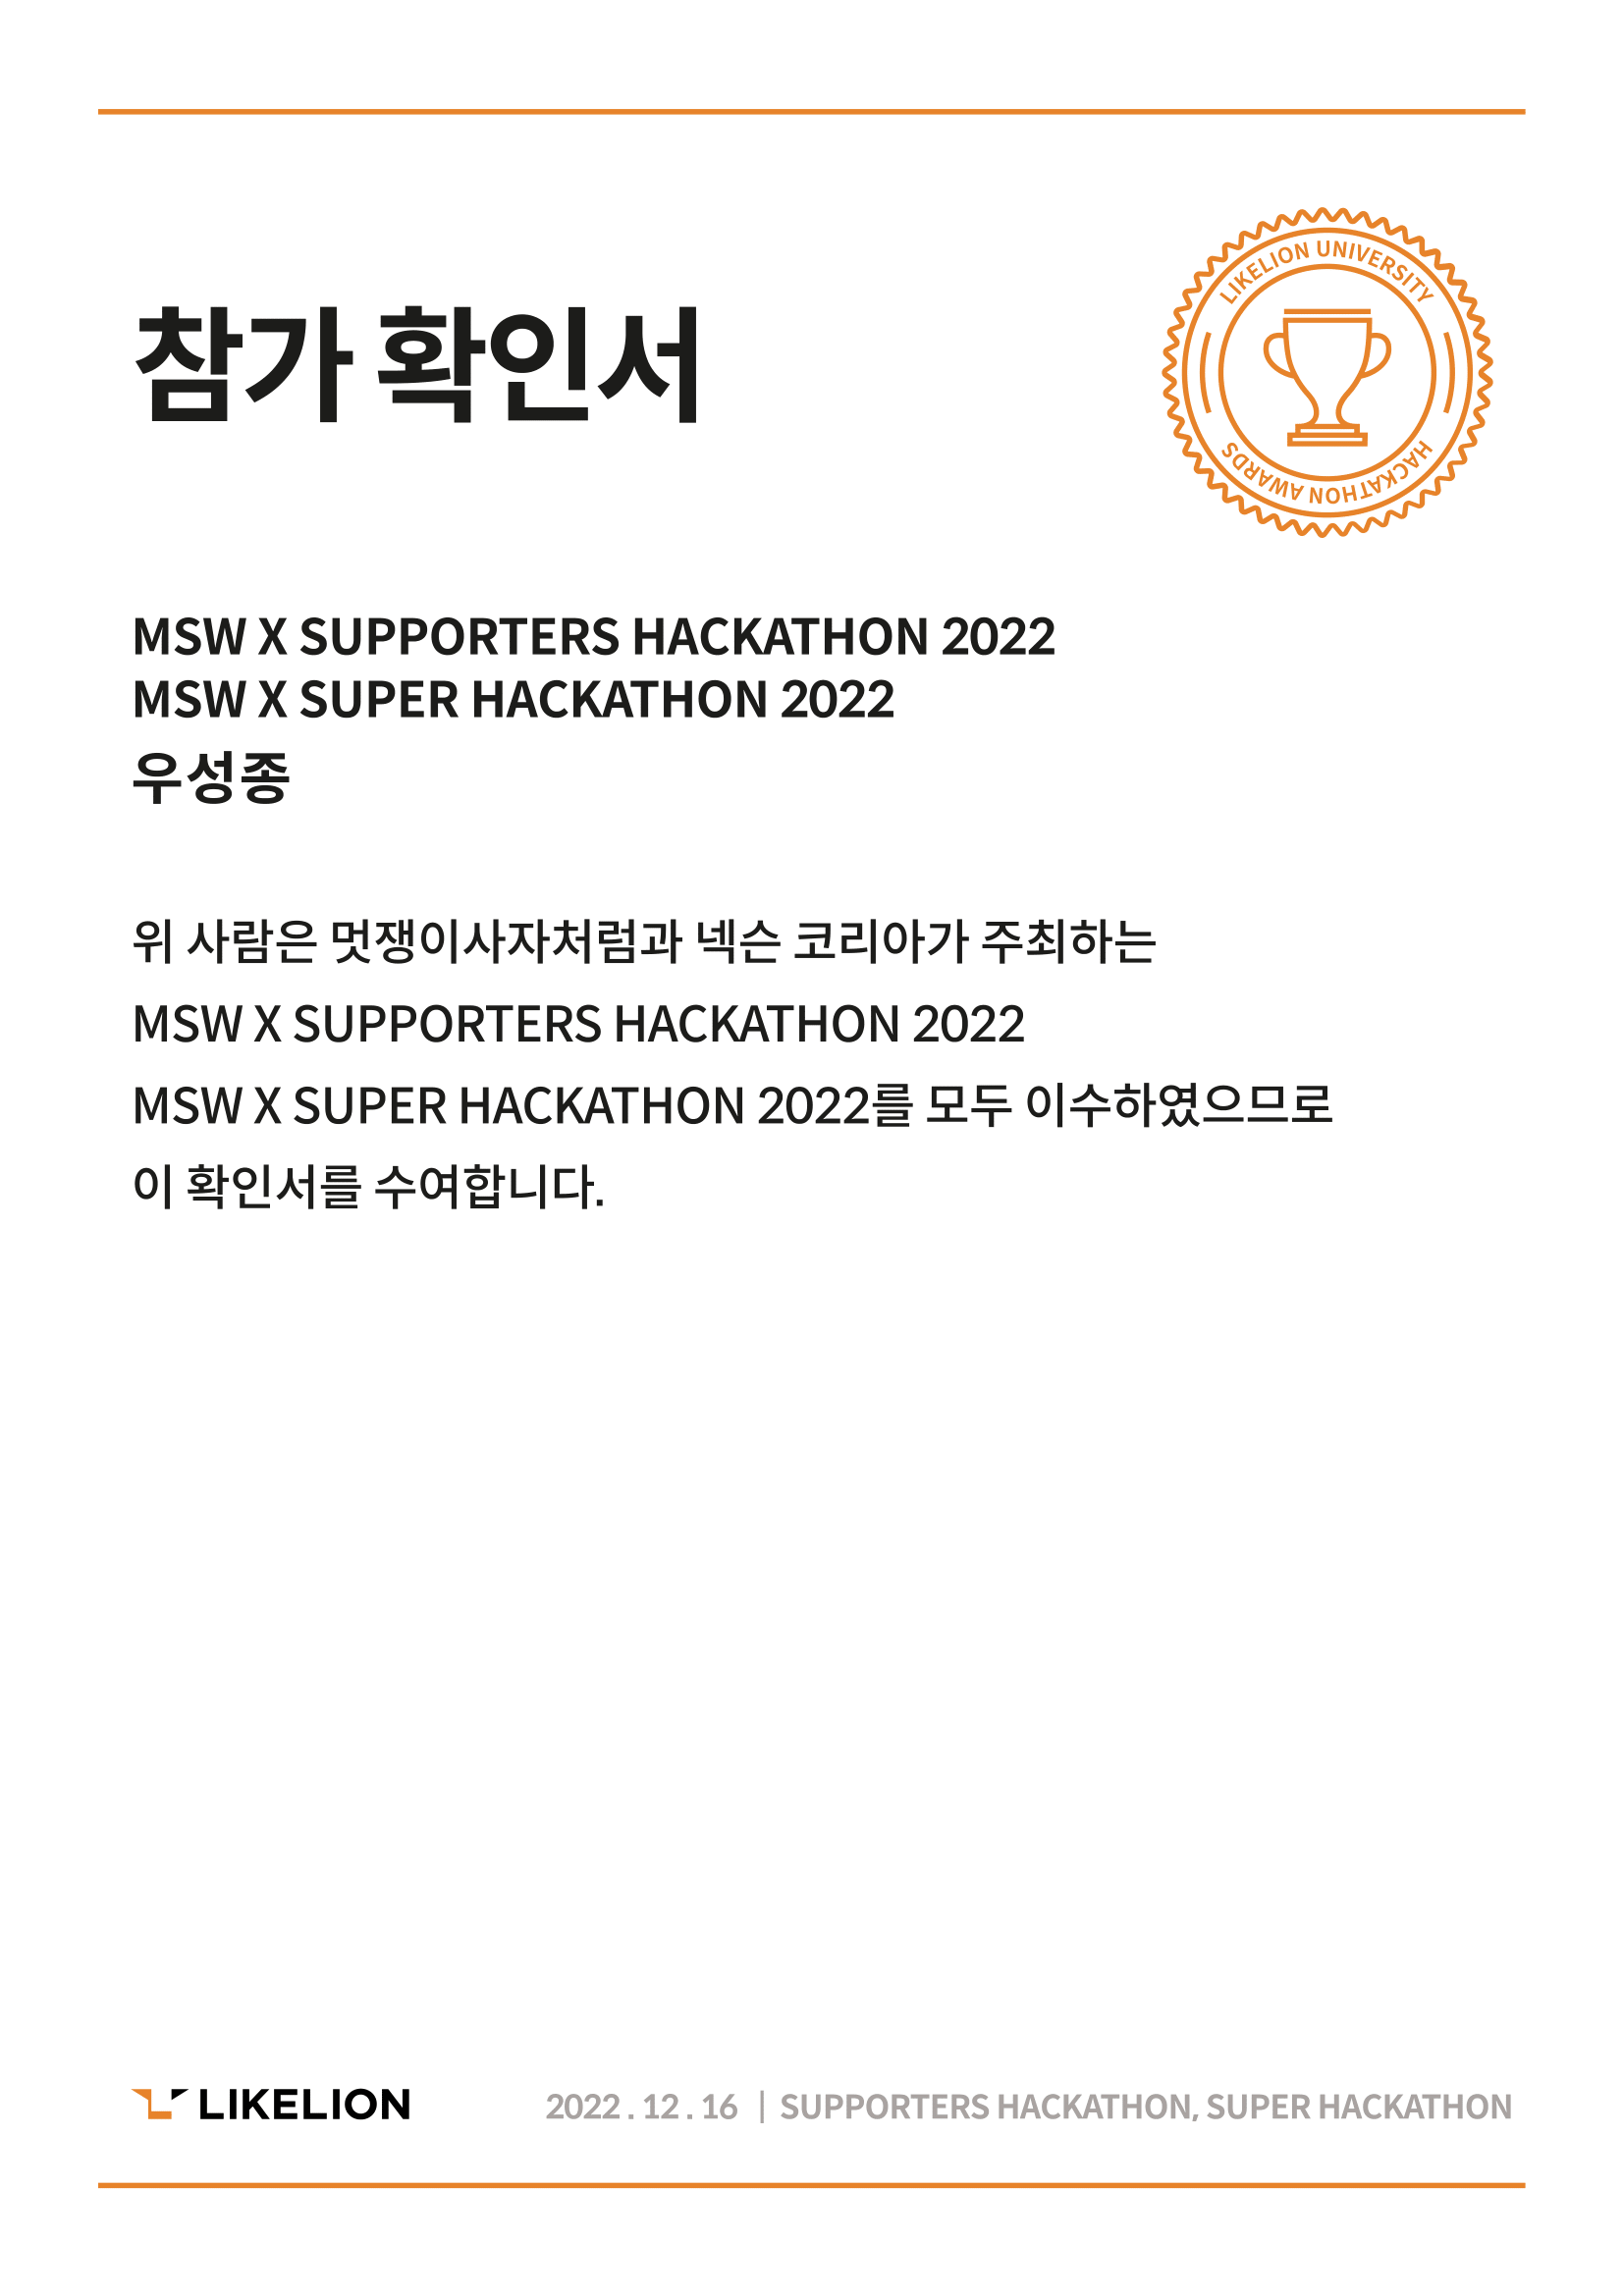 참가 확인서
LIKELION UNIVERSITY
HACKATHON AWARDS
MSW X SUPPORTERS HACKATHON 2022
MSW X SUPER HACKATHON 2022
우성종
위 사람은 멋쟁이사자처럼과 넥슨 코리아가 주최하는
MSW X SUPPORTERS HACKATHON 2022
MSW X SUPER HACKATHON 2022를 모두 이수하였으므로
이 확인서를 수여합니다.
LIKELION
2022 . 12 . 16 | SUPPORTERS HACKATHON, SUPER HACKATHON